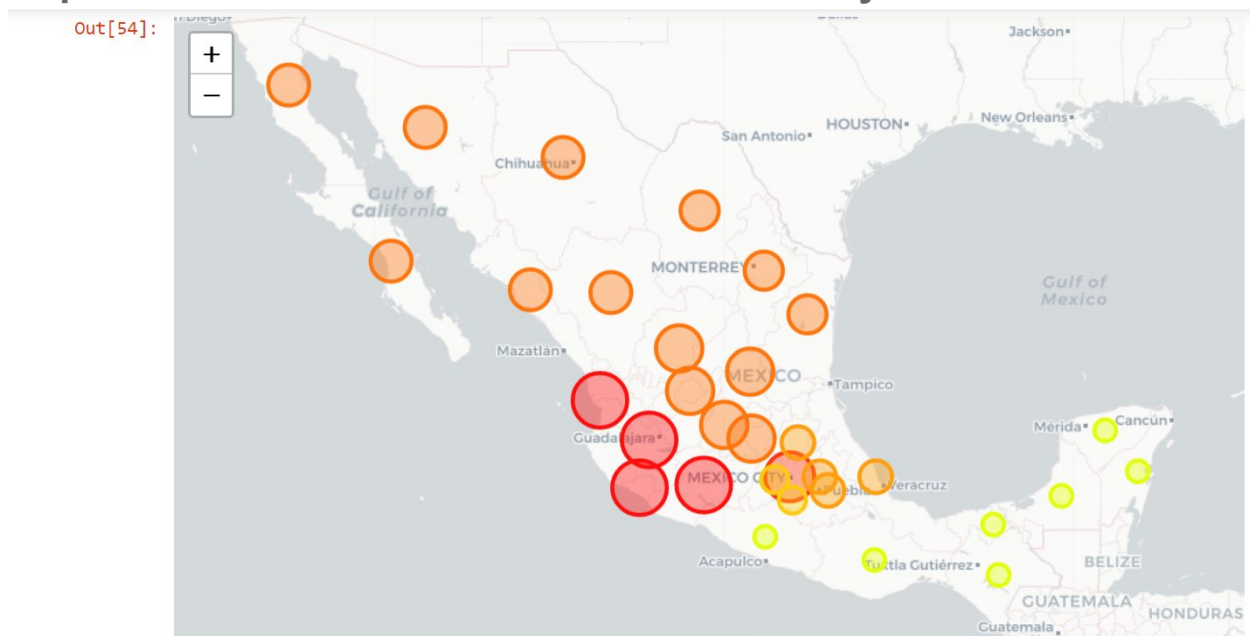 Out[54]:
+
−
Jackson
San Antonio
HOUSTON
New Orleans
Chihuahua
Gulf of
California
MONTERREY
Gulf of
Mexico
Mazatlán
MEXICO
Tampico
Mérida
Cancún
Guadalajara
MEXICO CITY
Puebla
Veracruz
Acapulco
Tuxtla Gutiérrez
BELIZE
GUATEMALA
HONDURAS
Guatemala